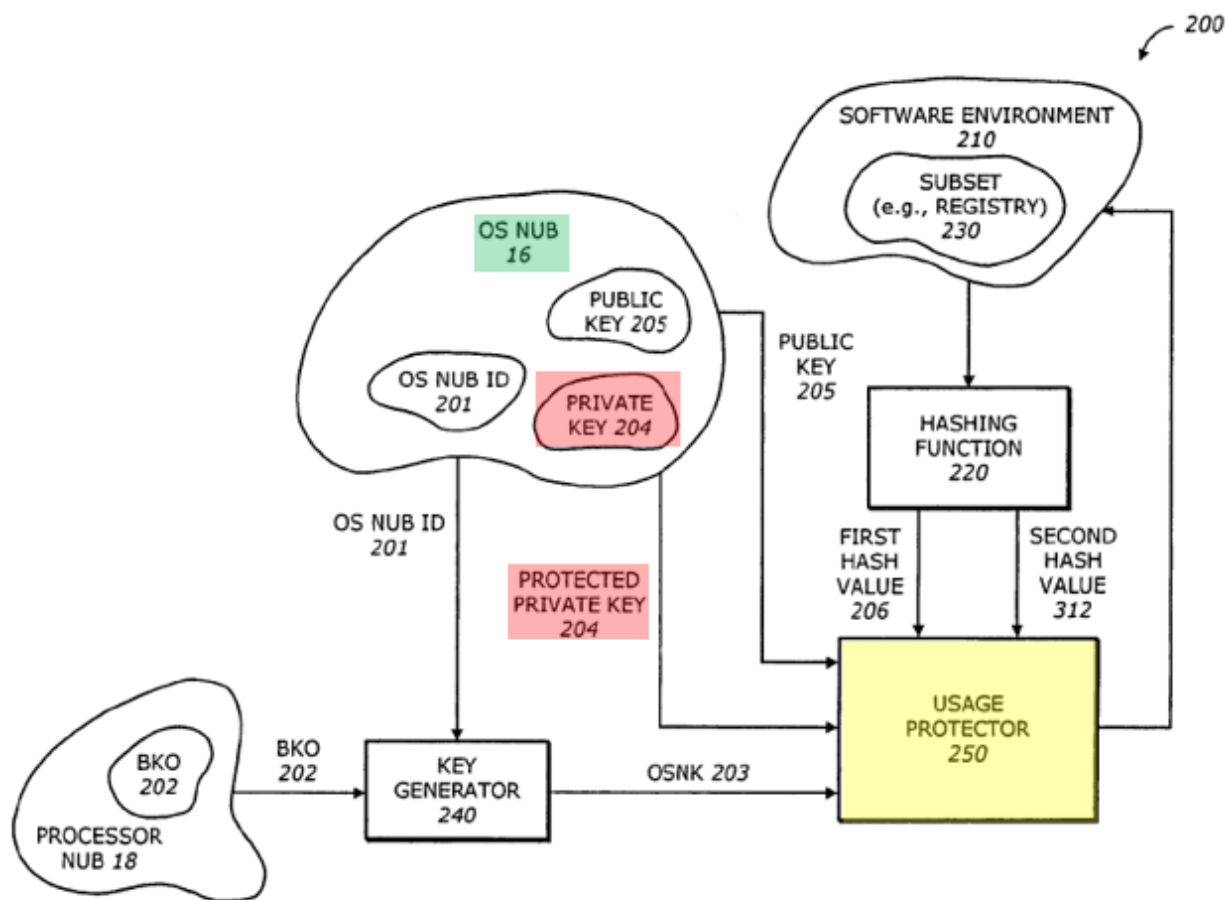 200
SOFTWARE ENVIRONMENT
210
SUBSET
(e.g., REGISTRY)
230
OS NUB
16
PUBLIC
KEY 205
OS NUB ID
201
PRIVATE
KEY 204
PUBLIC
KEY
205
HASHING
FUNCTION
220
OS NUB ID
201
FIRST
HASH
VALUE
206
SECOND
HASH
VALUE
312
PROTECTED
PRIVATE KEY
204
USAGE
PROTECTOR
250
BKO
202
BKO
202
KEY
GENERATOR
240
OSNK 203
PROCESSOR
NUB 18